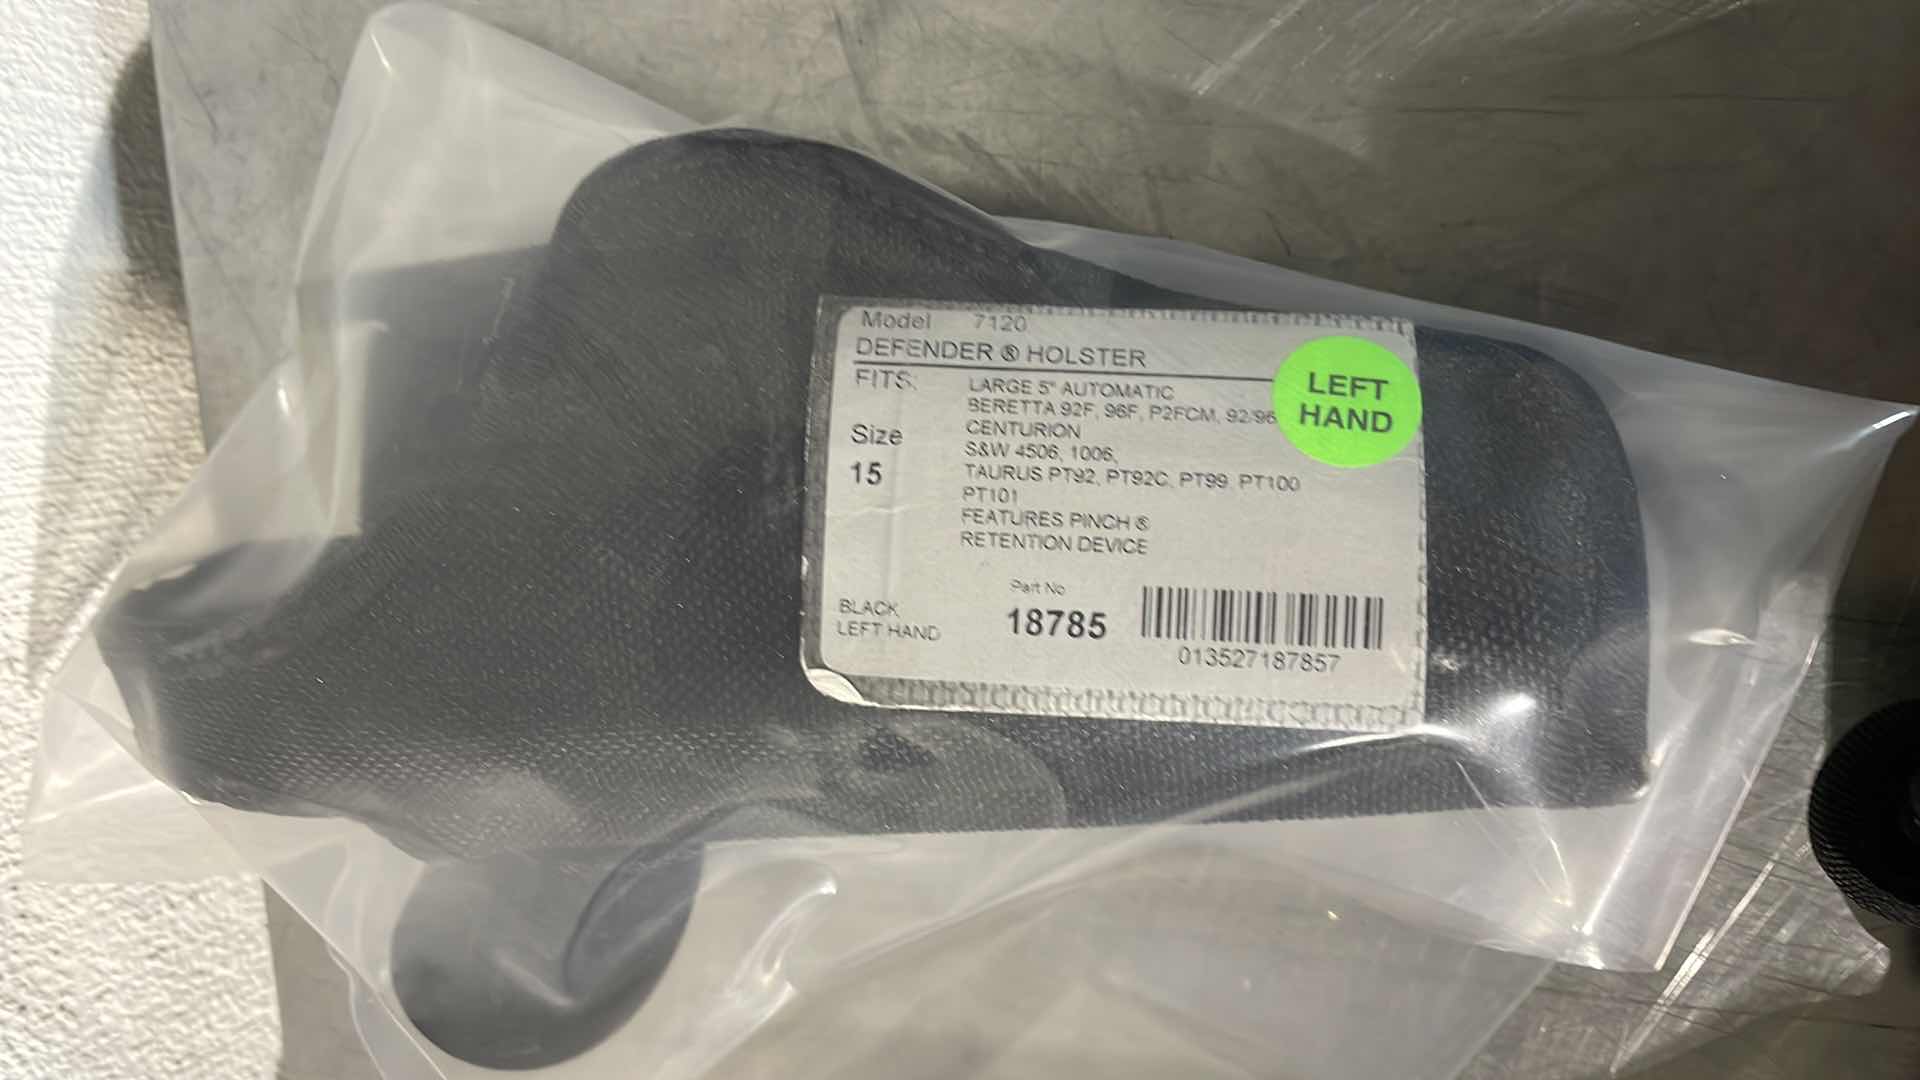 Model 7120
DEFENDER ® HOLSTER
FITS: LARGE 5" AUTOMATIC
BERETTA 92F, 96F, P2FCM, 92/96
CENTURION
S&W 4506, 1006,
TAURUS PT92, PT92C, PT99 PT100
PT101
FEATURES PINCH ®
RETENTION DEVICE
Size
15
LEFT
HAND
BLACK
LEFT HAND
Part No
18785
013527187857